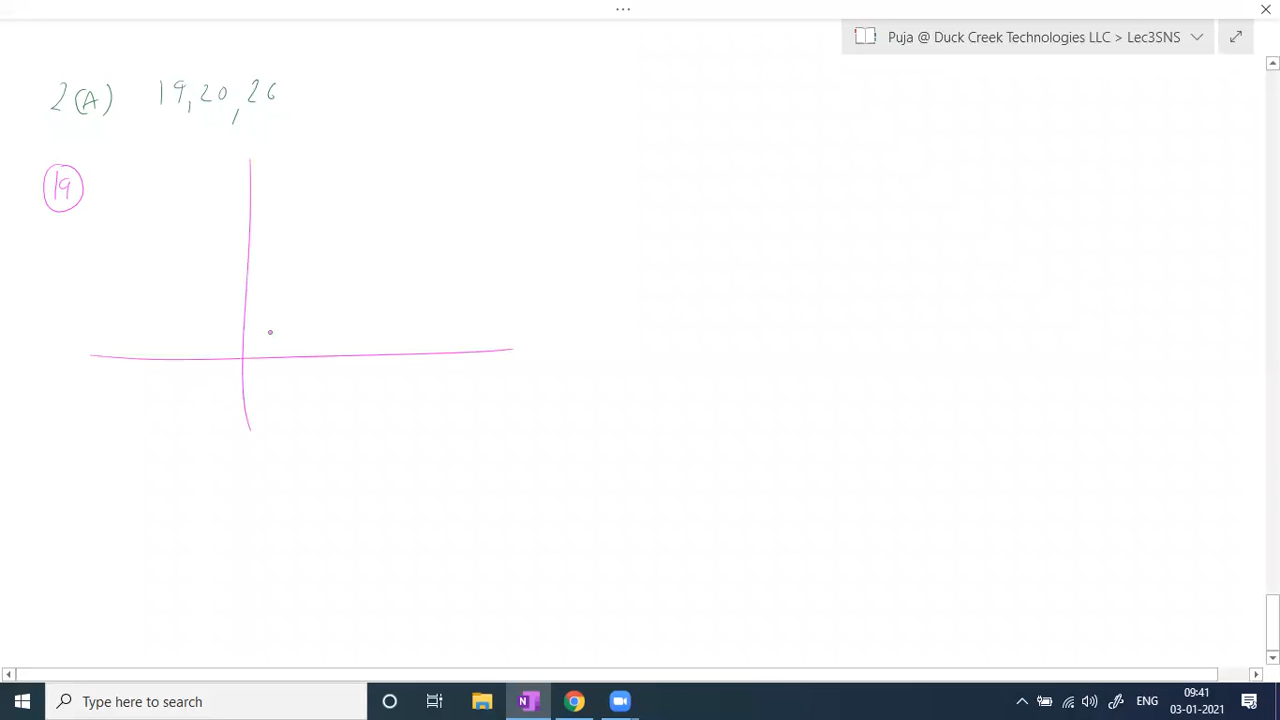 Puja @ Duck Creek Technologies LLC > Lec3SNS
2(A) 19, 20, 26
19
Type here to search
N
ENG
09:41
03-01-2021